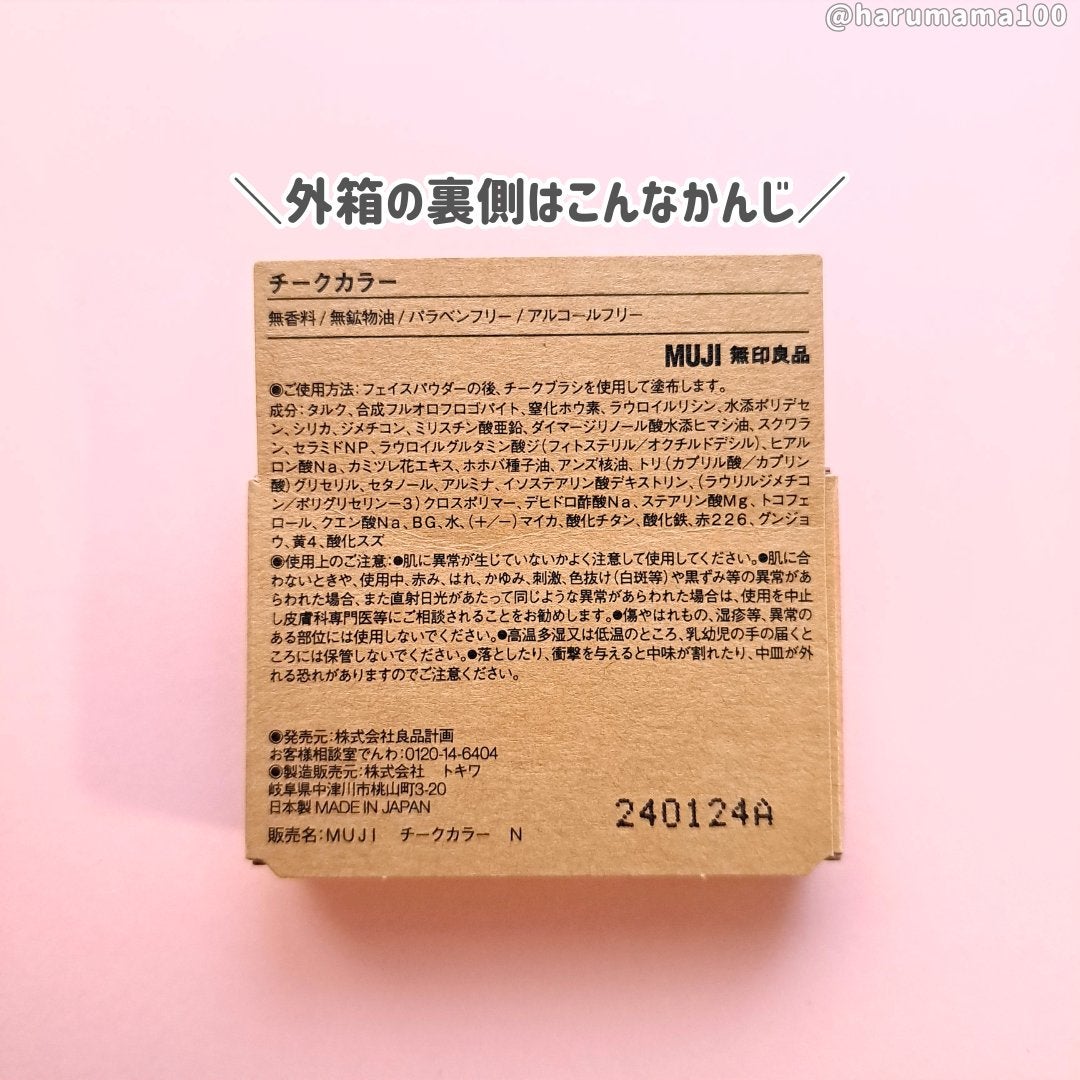 @harumama100
＼外箱の裏側はこんなかんじ／
チークカラー
無香料/無鉱物油/パラベンフリー/アルコールフリー
MUJI 無印良品
◉ご使用方法:フェイスパウダーの後、チークブラシを使用して塗布します。
成分:タルク、合成フルオロフロゴパイト、窒化ホウ素、ラウロイルリシン、水添ポリデセ
ン、シリカ、ジメチコン、ミリスチン酸亜鉛、ダイマージリノール酸水添ヒマシ油、スクワラ
ン、セラミドNP、ラウロイルグルタミン酸ジ(フィトステリル/オクチルドデシル)、ヒアル
ロン酸Na、カミツレ花エキス、ホホバ種子油、アンズ核油、トリ(カプリル酸/カプリン
酸)グリセリル、セタノール、アルミナ、イソステアリン酸デキストリン、(ラウリルジメチコ
ン/ポリグリセリン-3)クロスポリマー、デヒドロ酢酸Na、ステアリン酸Mg、トコフェ
ロール、クエン酸Na、BG、水、(+/-)マイカ、酸化チタン、酸化鉄、赤226、グンジョ
ウ、黄4、酸化スズ
◉使用上のご注意:●肌に異常が生じていないかよく注意して使用してください。●肌に合
わないときや、使用中、赤み、はれ、かゆみ、刺激、色抜け(白斑等)や黒ずみ等の異常があ
らわれた場合、また直射日光があたって同じような異常があらわれた場合は、使用を中止
し皮膚科専門医等にご相談されることをお勧めします。●傷やはれもの、湿疹等、異常の
ある部位には使用しないでください。●高温多湿又は低温のところ、乳幼児の手の届くと
ころには保管しないでください。●落としたり、衝撃を与えると中味が割れたり、中皿が外
れる恐れがありますのでご注意ください。
◉発売元:株式会社良品計画
お客様相談室でんわ:0120-14-6404
◉製造販売元:株式会社 トキワ
岐阜県中津川市桃山町3-20
日本製 MADE IN JAPAN
240124A
販売名:MUJI チークカラー N